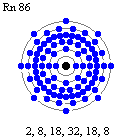 Rn 86
2, 8, 18, 32, 18, 8